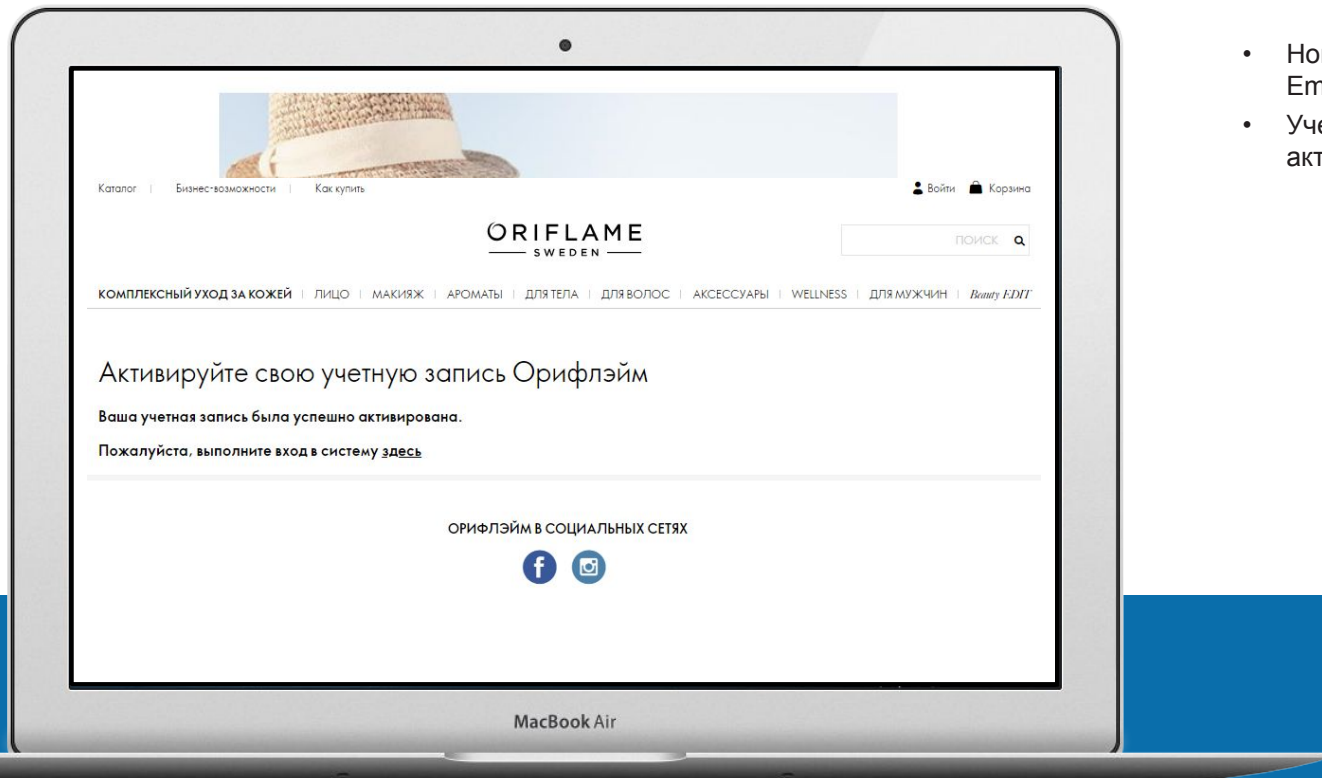 Каталог | Бизнес-возможности | Как купить
Войти Корзина
ORIFLAME
SWEDEN
ПОИСК
КОМПЛЕКСНЫЙ УХОД ЗА КОЖЕЙ | ЛИЦО | МАКИЯЖ | АРОМАТЫ | ДЛЯ ТЕЛА | ДЛЯ ВОЛОС | АКСЕССУАРЫ | WELLNESS | ДЛЯ МУЖЧИН | Beauty EDIT
Активируйте свою учетную запись Орифлэйм
Ваша учетная запись была успешно активирована.
Пожалуйста, выполните вход в систему здесь
ОРИФЛЭЙМ В СОЦИАЛЬНЫХ СЕТЯХ
MacBook Air